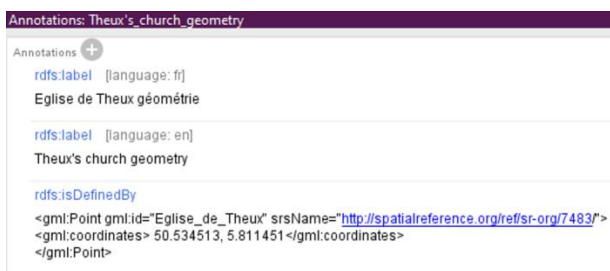 Annotations: Theux's_church_geometry
Annotations +
rdfs:label [language: fr]
Eglise de Theux géométrie
rdfs:label [language: en]
Theux's church geometry
rdfs:isDefinedBy
<gml:Point gml:id="Eglise_de_Theux" srsName="http://spatialreference.org/ref/sr-org/7483/">
<gml:coordinates> 50.534513, 5.811451</gml:coordinates>
</gml:Point>